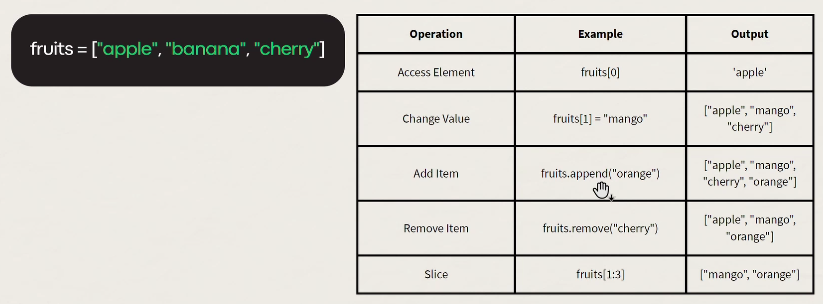 fruits = ["apple", "banana", "cherry"]
Operation Example Output
Access Element fruits[0] 'apple'
Change Value fruits[1] = "mango" ["apple", "mango",
"cherry"]
Add Item fruits.append("orange") ["apple", "mango",
"cherry", "orange"]
Remove Item fruits.remove("cherry") ["apple", "mango",
"orange"]
Slice fruits[1:3] ["mango", "orange"]